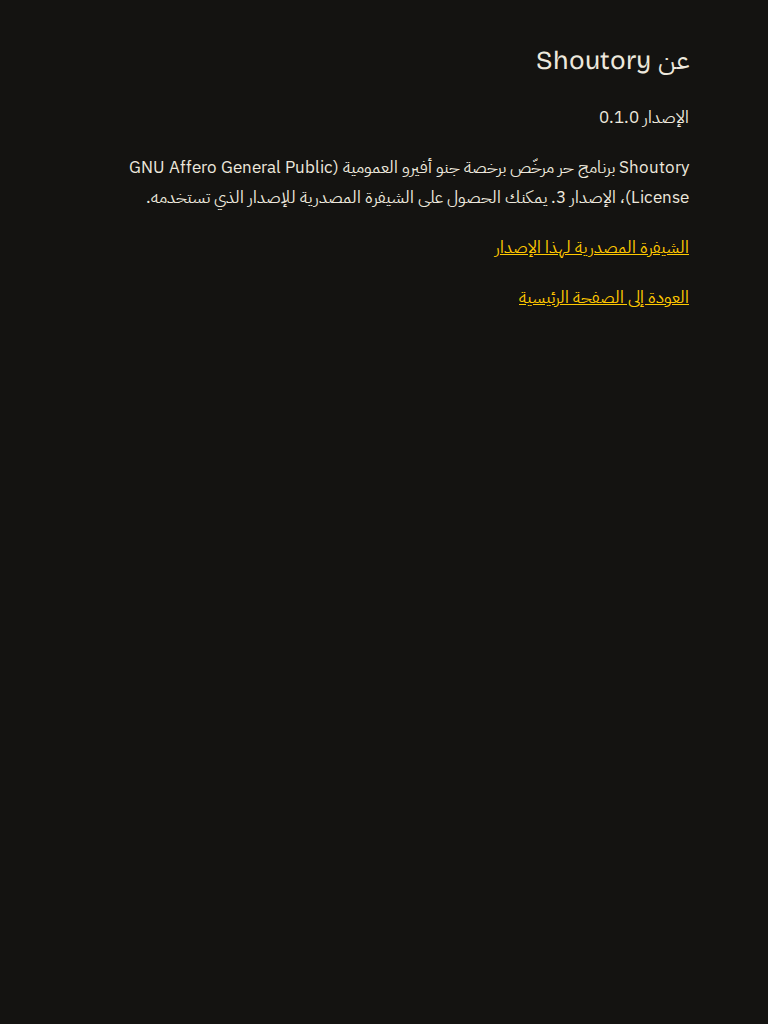 عن Shoutory
الإصدار 0.1.0
Shoutory برنامج حر مرخّص برخصة جنو أفيرو العمومية (GNU Affero General Public
License)، الإصدار 3. يمكنك الحصول على الشيفرة المصدرية للإصدار الذي تستخدمه.
الشيفرة المصدرية لهذا الإصدار
العودة إلى الصفحة الرئيسية